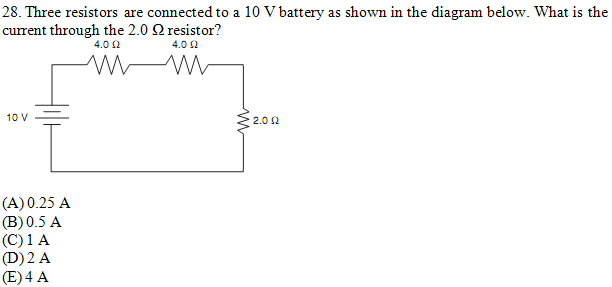 28. Three resistors are connected to a 10 V battery as shown in the diagram below. What is the
current through the 2.0 Ω resistor?
4.0 Ω 4.0 Ω
10 V
2.0 Ω
(A) 0.25 A
(B) 0.5 A
(C) 1 A
(D) 2 A
(E) 4 A